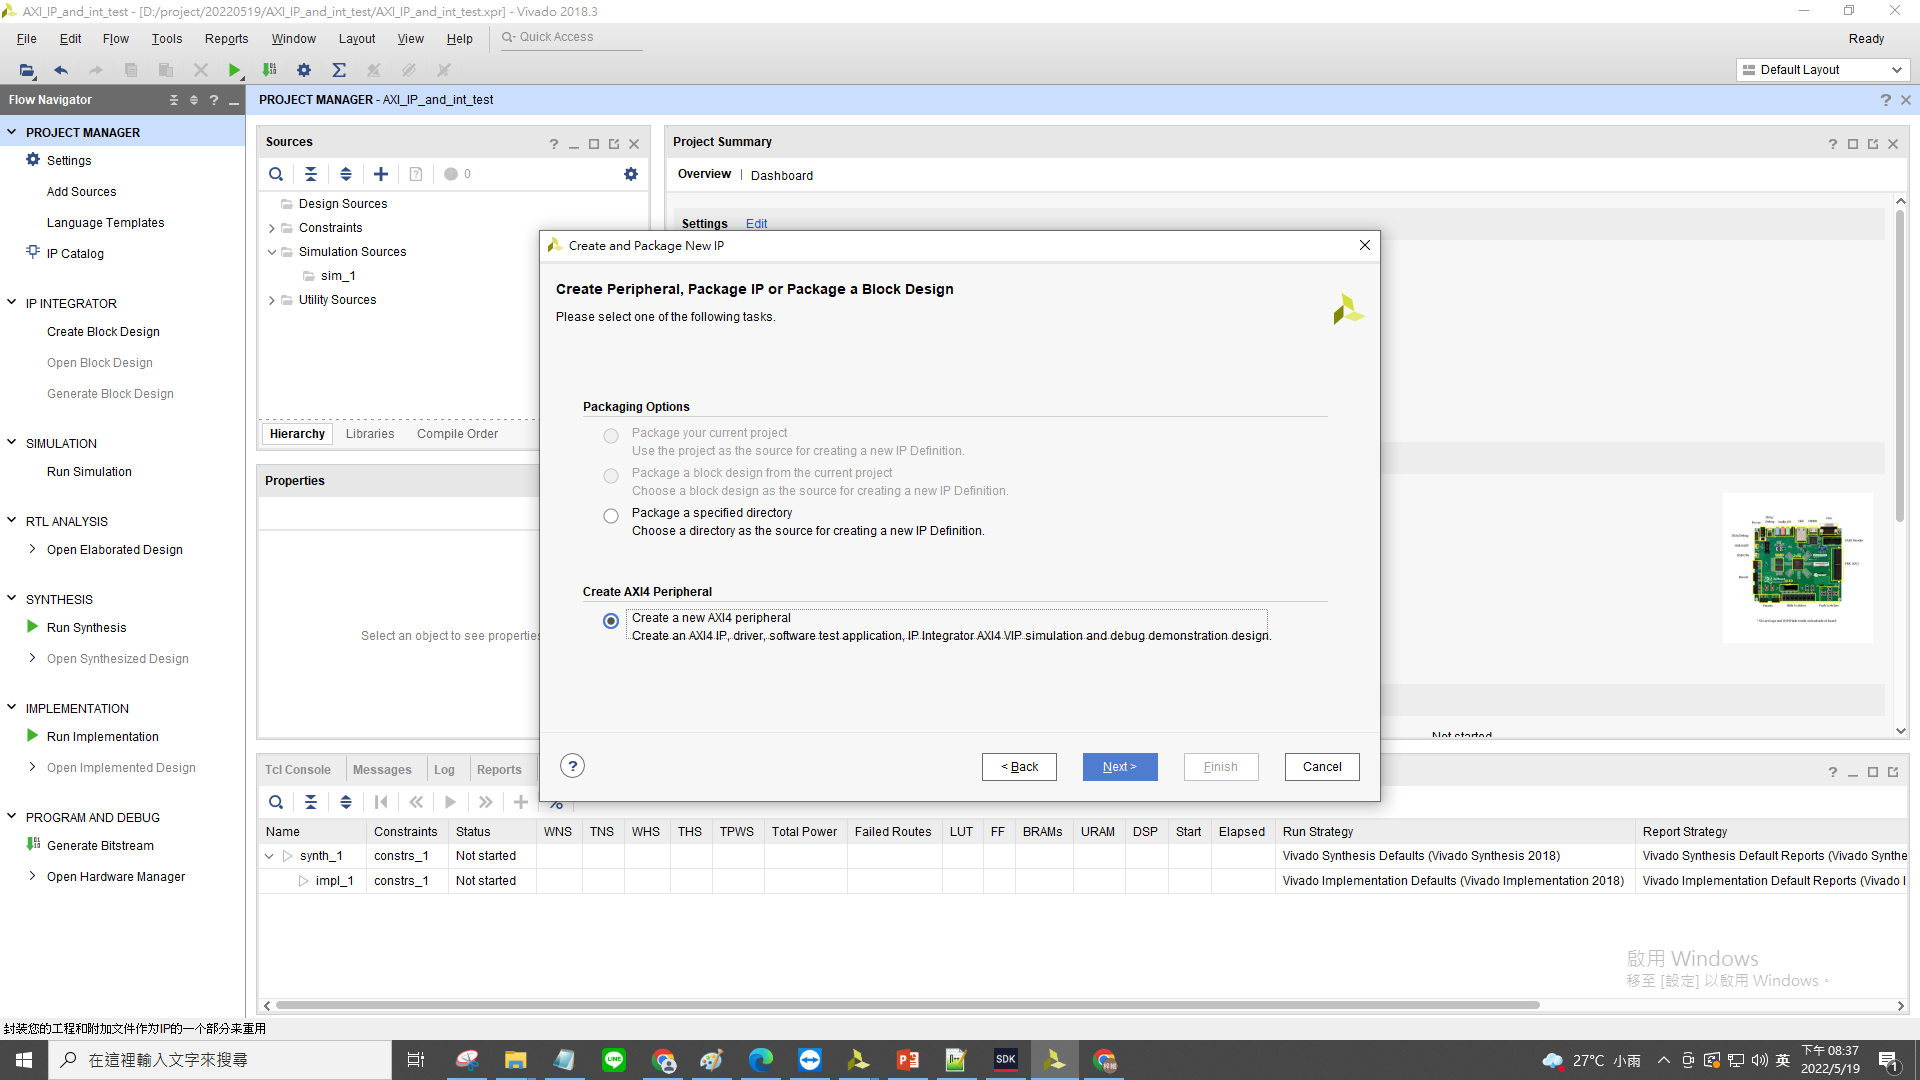 AXI_IP_and_int_test - [D:/project/20220519/AXI_IP_and_int_test/AXI_IP_and_int_test.xpr] - Vivado 2018.3
File Edit Flow Tools Reports Window Layout View Help Quick Access Ready
Default Layout
Flow Navigator
PROJECT MANAGER - AXI_IP_and_int_test
PROJECT MANAGER
Settings
Add Sources
Language Templates
IP Catalog
IP INTEGRATOR
Create Block Design
Open Block Design
Generate Block Design
SIMULATION
Run Simulation
RTL ANALYSIS
Open Elaborated Design
SYNTHESIS
Run Synthesis
Open Synthesized Design
IMPLEMENTATION
Run Implementation
Open Implemented Design
PROGRAM AND DEBUG
Generate Bitstream
Open Hardware Manager
Sources
0
Design Sources
Constraints
Simulation Sources
sim_1
Utility Sources
Hierarchy Libraries Compile Order
Properties
Select an object to see properties
Project Summary
Overview | Dashboard
Settings Edit
Not started
Create and Package New IP
Create Peripheral, Package IP or Package a Block Design
Please select one of the following tasks.
Packaging Options
Package your current project
Use the project as the source for creating a new IP Definition.
Package a block design from the current project
Choose a block design as the source for creating a new IP Definition.
Package a specified directory
Choose a directory as the source for creating a new IP Definition.
Create AXI4 Peripheral
Create a new AXI4 peripheral
Create an AXI4 IP, driver, software test application, IP Integrator AXI4 VIP simulation and debug demonstration design.
? < Back Next > Finish Cancel
Tcl Console Messages Log Reports
Name Constraints Status WNS TNS WHS THS TPWS Total Power Failed Routes LUT FF BRAMs URAM DSP Start Elapsed Run Strategy Report Strategy
synth_1 constrs_1 Not started Vivado Synthesis Defaults (Vivado Synthesis 2018) Vivado Synthesis Default Reports (Vivado Synthe
impl_1 constrs_1 Not started Vivado Implementation Defaults (Vivado Implementation 2018) Vivado Implementation Default Reports (Vivado I
啟用 Windows
移至 [設定] 以啟用 Windows。
封装您的工程和附加文件作为IP的一个部分来重用
在這裡輸入文字來搜尋
LINE
SDK
27°C 小雨
英
下午 08:37
2022/5/19
1